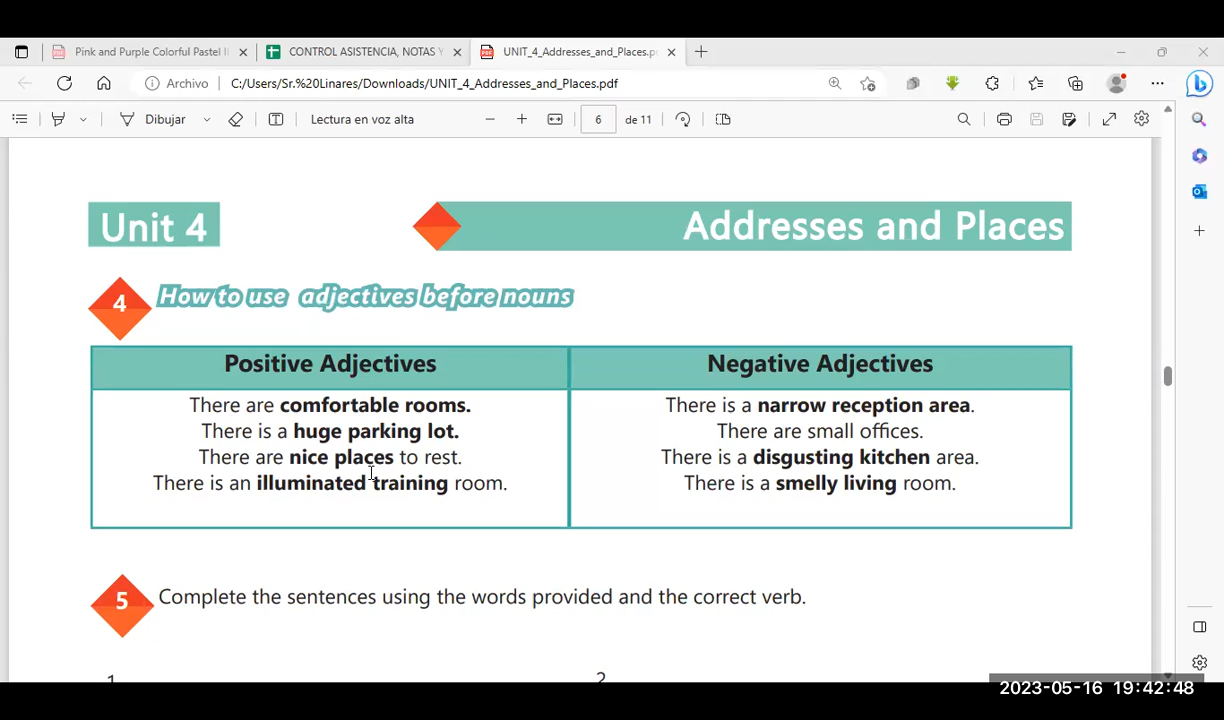 Pink and Purple Colorful Pastel Il
CONTROL ASISTENCIA, NOTAS Y
UNIT_4_Addresses_and_Places.p
Archivo
C:/Users/Sr.%20Linares/Downloads/UNIT_4_Addresses_and_Places.pdf
Dibujar
Lectura en voz alta
6
de 11
Unit 4
Addresses and Places
4
How to use adjectives before nouns
Positive Adjectives
There are comfortable rooms.
There is a huge parking lot.
There are nice places to rest.
There is an illuminated training room.
Negative Adjectives
There is a narrow reception area.
There are small offices.
There is a disgusting kitchen area.
There is a smelly living room.
5
Complete the sentences using the words provided and the correct verb.
1
2
2023-05-16 19:42:48